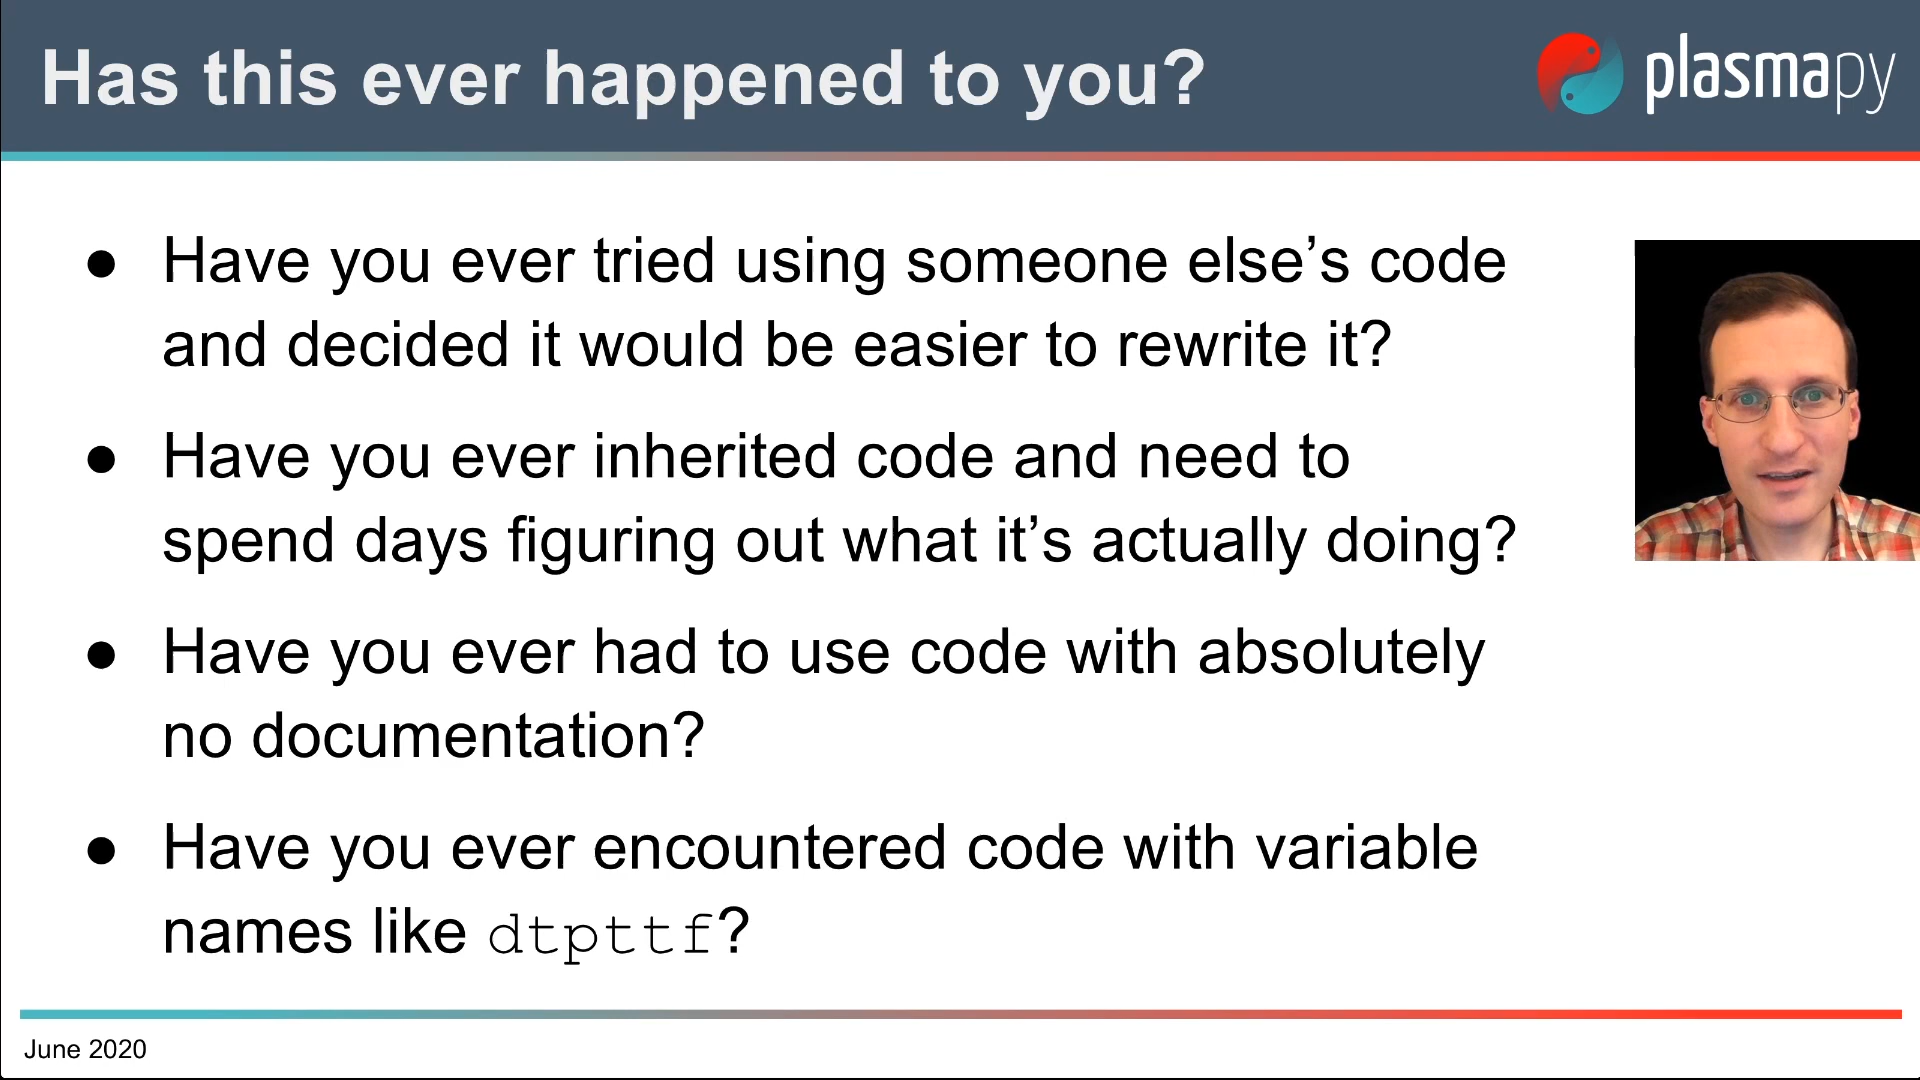 Has this ever happened to you?
plasmapy
● Have you ever tried using someone else’s code
and decided it would be easier to rewrite it?
● Have you ever inherited code and need to
spend days figuring out what it’s actually doing?
● Have you ever had to use code with absolutely
no documentation?
● Have you ever encountered code with variable
names like dtpttf?
June 2020